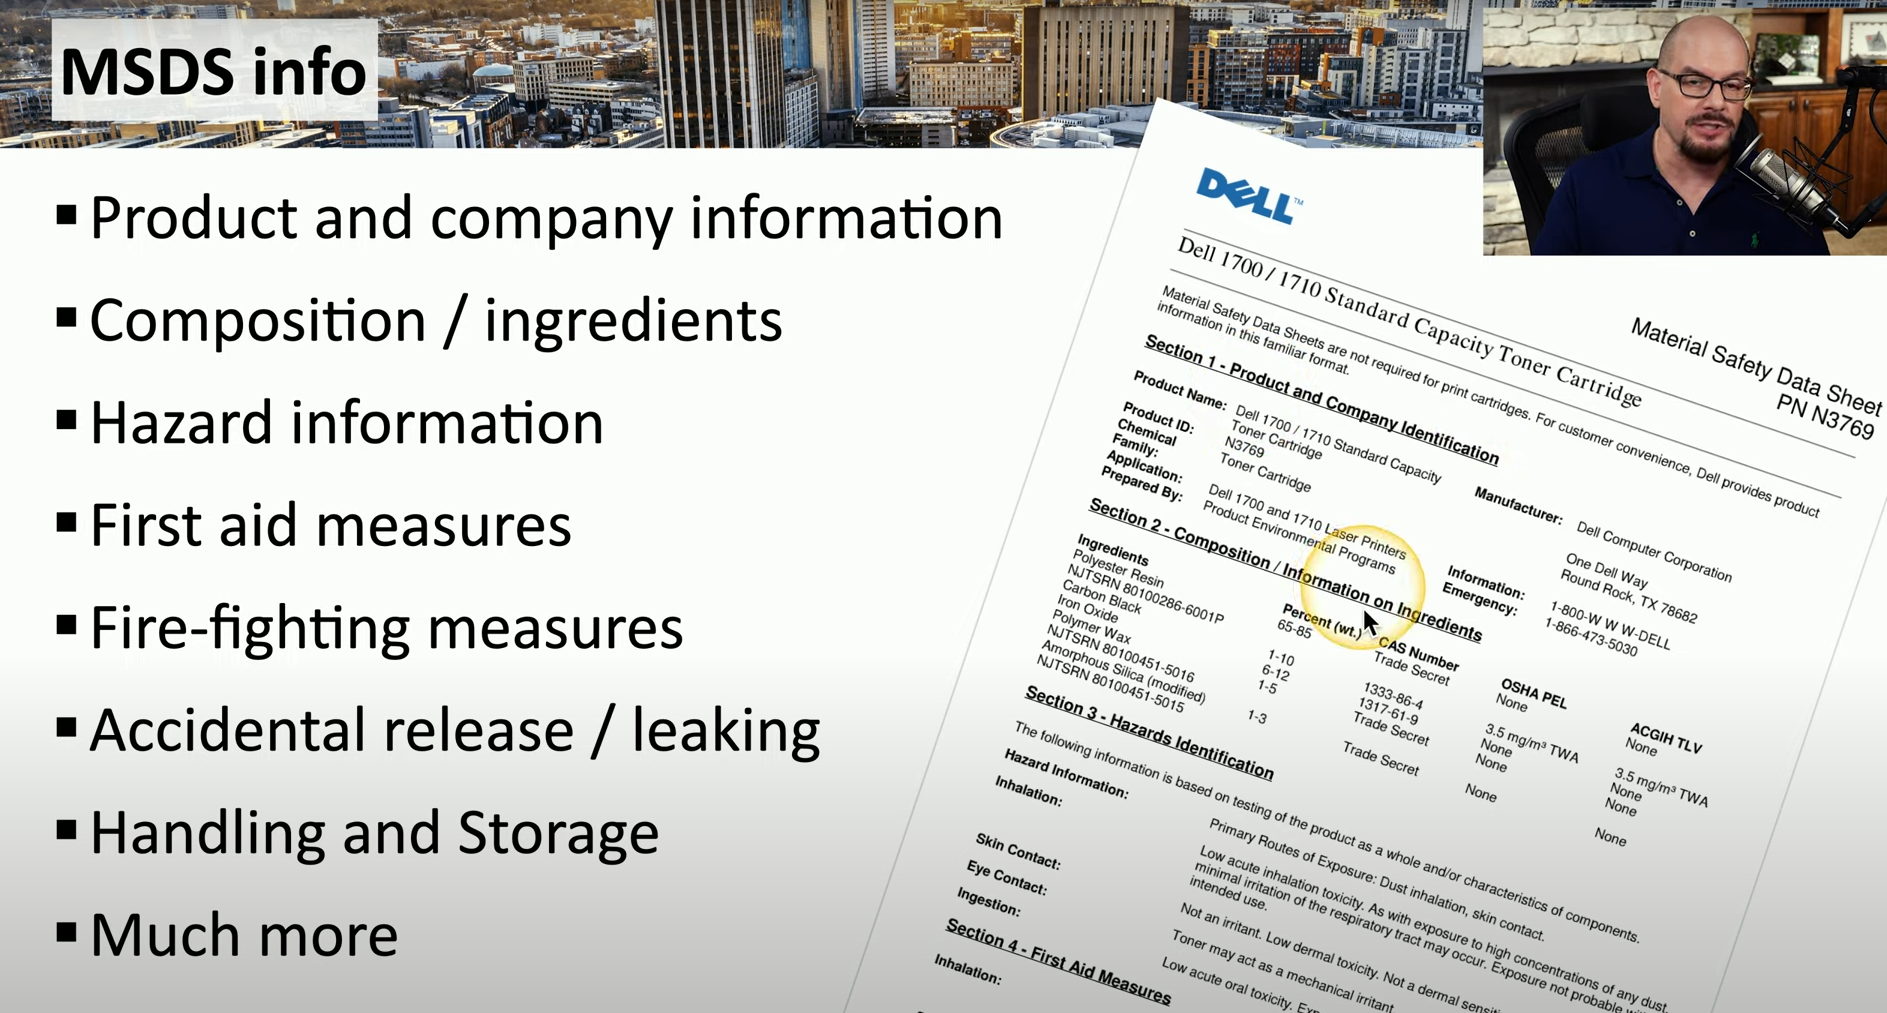 MSDS info
▪ Product and company information
▪ Composition / ingredients
▪ Hazard information
▪ First aid measures
▪ Fire-fighting measures
▪ Accidental release / leaking
▪ Handling and Storage
▪ Much more
DELL™
Material Safety Data Sheet
PN N3769
Dell 1700 / 1710 Standard Capacity Toner Cartridge
Material Safety Data Sheets are not required for print cartridges. For customer convenience, Dell provides product
information in this familiar format.
Section 1 - Product and Company Identification
Product Name: Dell 1700 / 1710 Standard Capacity
Toner Cartridge
Product ID: N3769
Chemical
Family: Toner Cartridge
Application: Dell 1700 and 1710 Laser Printers
Prepared By: Product Environmental Programs
Manufacturer: Dell Computer Corporation
One Dell Way
Round Rock, TX 78682
Information: 1-800-W W W-DELL
Emergency: 1-866-473-5030
Section 2 - Composition / Information on Ingredients
Ingredients Percent (wt.) CAS Number OSHA PEL ACGIH TLV
Polyester Resin 65-85 Trade Secret None None
NJTSRN 80100286-6001P
Carbon Black 1-10 1333-86-4 3.5 mg/m³ TWA 3.5 mg/m³ TWA
Iron Oxide 6-12 1317-61-9 None None
Polymer Wax 1-5 Trade Secret None None
NJTSRN 80100451-5016
Amorphous Silica (modified) 1-3 Trade Secret None None
NJTSRN 80100451-5015
Section 3 - Hazards Identification
The following information is based on testing of the product as a whole and/or characteristics of components.
Hazard Information: Primary Routes of Exposure: Dust inhalation, skin contact.
Inhalation: Low acute inhalation toxicity. As with exposure to high concentrations of any dust,
minimal irritation of the respiratory tract may occur. Exposure not probable
intended use.
Skin Contact: Not an irritant. Low dermal toxicity. Not a dermal
Eye Contact: Toner may act as a mechanical irritant
Ingestion: Low acute oral toxicity.
Section 4 - First Aid Measures
Inhalation: